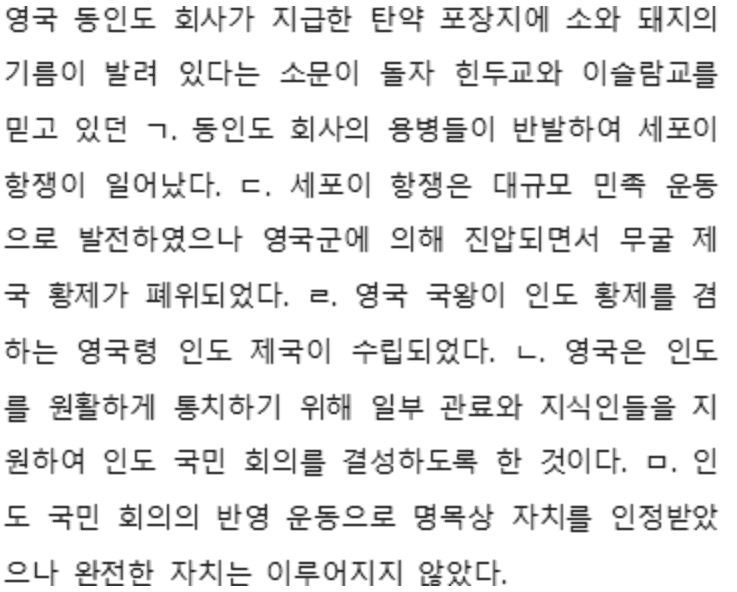 영국 동인도 회사가 지급한 탄약 포장지에 소와 돼지의
기름이 발려 있다는 소문이 돌자 힌두교와 이슬람교를
믿고 있던 ㄱ. 동인도 회사의 용병들이 반발하여 세포이
항쟁이 일어났다. ㄷ. 세포이 항쟁은 대규모 민족 운동
으로 발전하였으나 영국군에 의해 진압되면서 무굴 제
국 황제가 폐위되었다. ㄹ. 영국 국왕이 인도 황제를 겸
하는 영국령 인도 제국이 수립되었다. ㄴ. 영국은 인도
를 원활하게 통치하기 위해 일부 관료와 지식인들을 지
원하여 인도 국민 회의를 결성하도록 한 것이다. ㅁ. 인
도 국민 회의의 반영 운동으로 명목상 자치를 인정받았
으나 완전한 자치는 이루어지지 않았다.